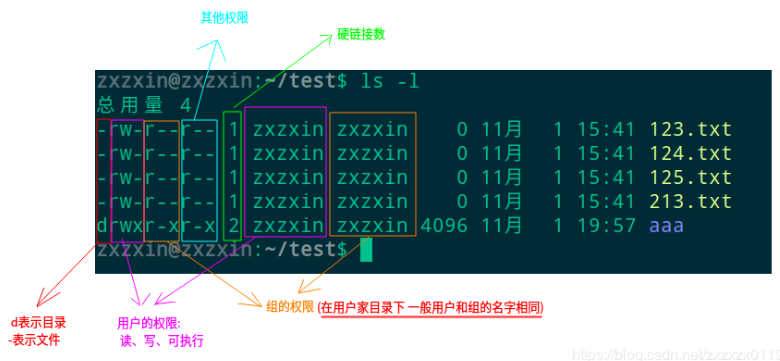 其他权限
硬链接数
zxzxin@zxzxin:~/test$ ls -l
总用量 4
-rw-r--r-- 1 zxzxin zxzxin 0 11月 1 15:41 123.txt
-rw-r--r-- 1 zxzxin zxzxin 0 11月 1 15:41 124.txt
-rw-r--r-- 1 zxzxin zxzxin 0 11月 1 15:41 125.txt
-rw-r--r-- 1 zxzxin zxzxin 0 11月 1 15:41 213.txt
drwxr-xr-x 2 zxzxin zxzxin 4096 11月 1 19:57 aaa
zxzxin@zxzxin:~/test$
组的权限 (在用户家目录下 一般用户和组的名字相同)
d表示目录
-表示文件
用户的权限:
读、写、可执行